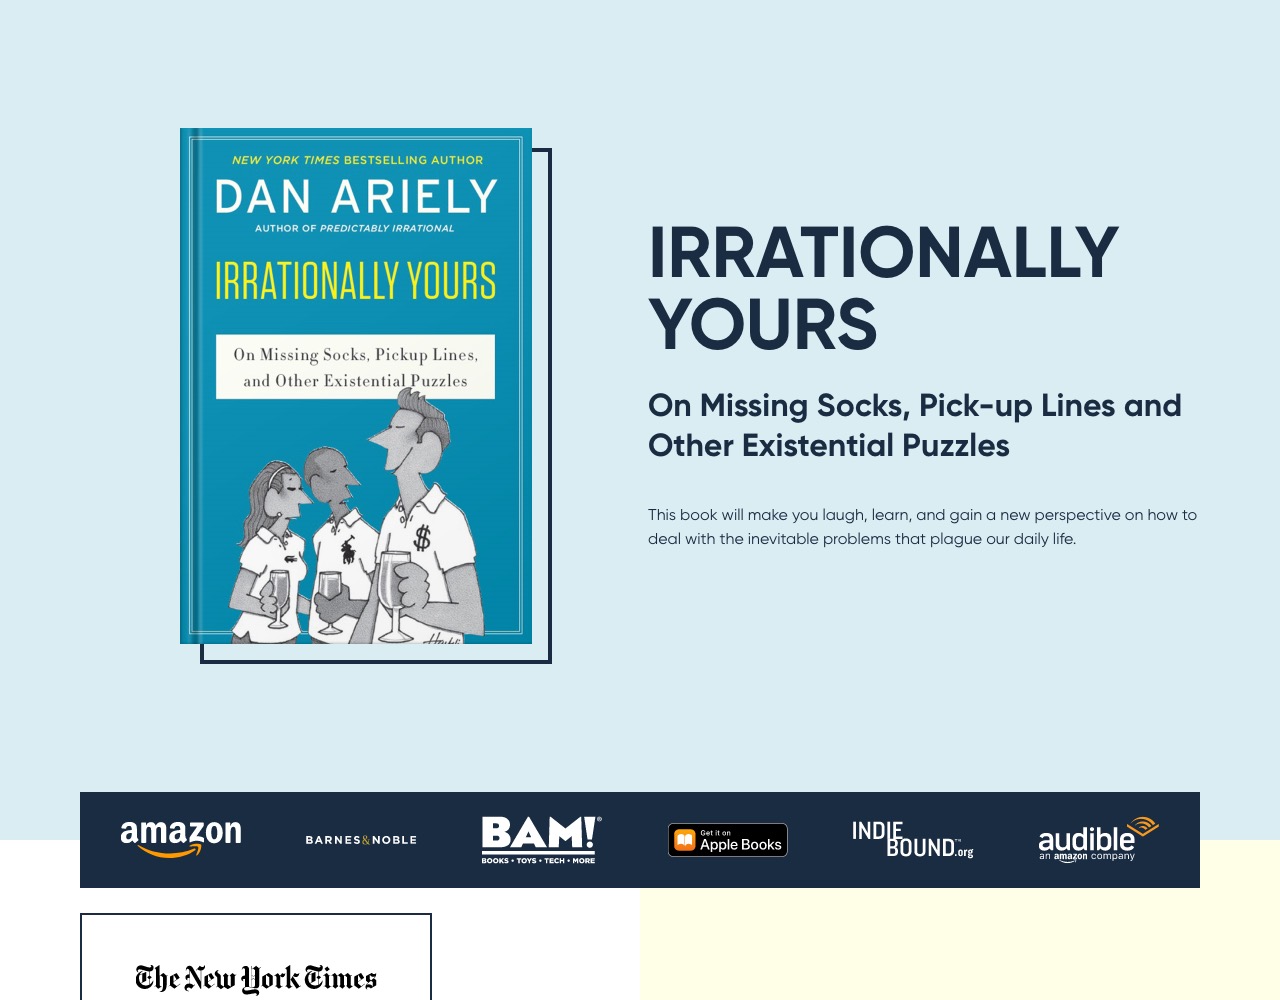 NEW YORK TIMES BESTSELLING AUTHOR
DAN ARIELY
AUTHOR OF PREDICTABLY IRRATIONAL
IRRATIONALLY YOURS
On Missing Socks, Pickup Lines,
and Other Existential Puzzles
$
IRRATIONALLY
YOURS
On Missing Socks, Pick-up Lines and
Other Existential Puzzles
This book will make you laugh, learn, and gain a new perspective on how to
deal with the inevitable problems that plague our daily life.
amazon
BARNES&NOBLE
BAM!®
BOOKS • TOYS • TECH • MORE
Get it on
Apple Books
INDIE
BOUND™.org
audible
an amazon company
The New York Times